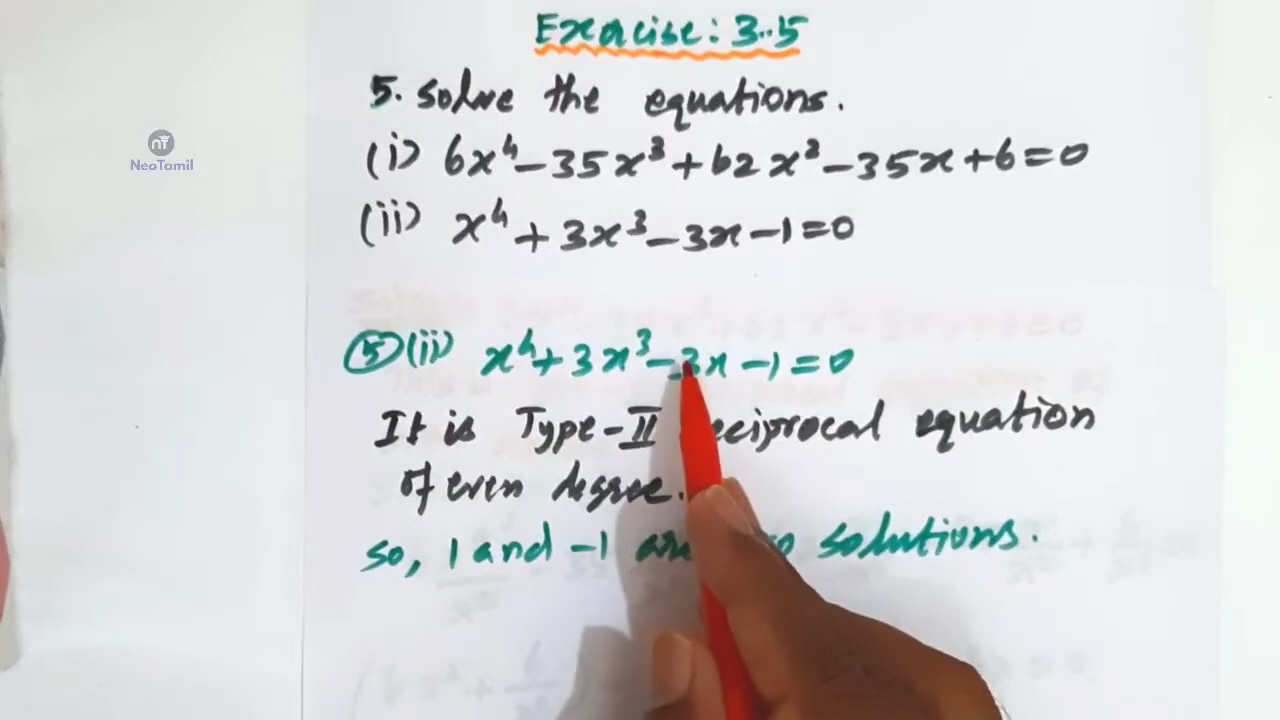 Exercise: 3.5
5. Solve the equations.
(i) 6x⁴-35x³+62x²-35x+6=0
NeoTamil
(ii) x⁴+3x³-3x-1=0
⑤(ii) x⁴+3x³-3x-1=0
It is Type-II reciprocal equation
of even degree.
So, 1 and -1 are solutions.